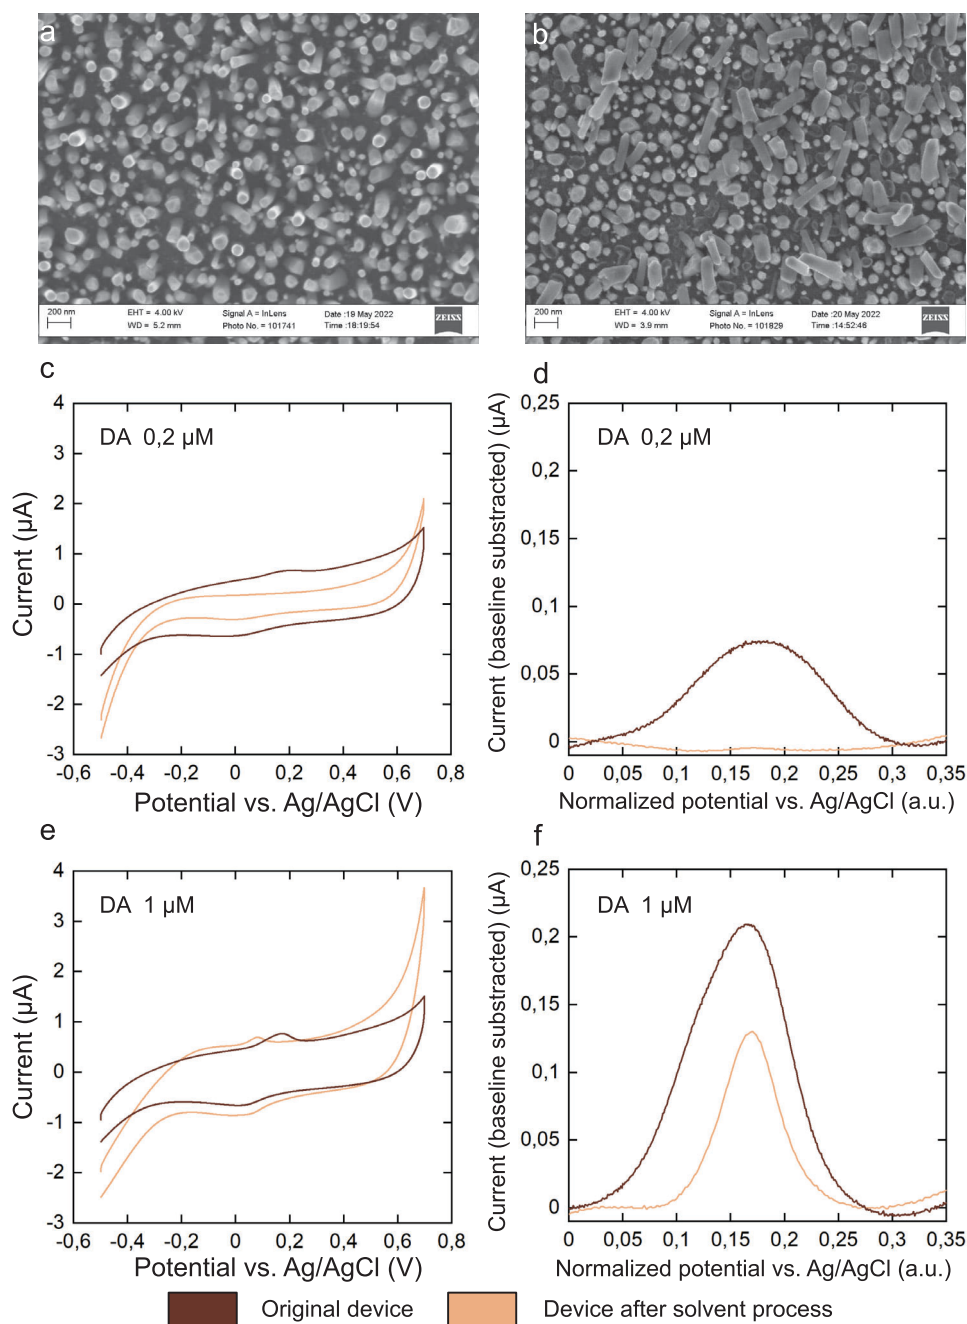 a
200 nm
EHT = 4.00 kV
WD = 5.2 mm
Signal A = InLens
Photo No. = 101741
Date :19 May 2022
Time :18:19:54
ZEISS
b
200 nm
EHT = 4.00 kV
WD = 3.9 mm
Signal A = InLens
Photo No. = 101829
Date :20 May 2022
Time :14:52:46
ZEISS
c
DA 0,2 µM
Current (µA)
4
3
2
1
0
-1
-2
-3
-0,6 -0,4 -0,2 0 0,2 0,4 0,6 0,8
Potential vs. Ag/AgCl (V)
d
DA 0,2 µM
Current (baseline substracted) (µA)
0,25
0,2
0,15
0,1
0,05
0
0 0,05 0,1 0,15 0,2 0,25 0,3 0,35
Normalized potential vs. Ag/AgCl (a.u.)
e
DA 1 µM
Current (µA)
4
3
2
1
0
-1
-2
-3
-0,6 -0,4 -0,2 0 0,2 0,4 0,6 0,8
Potential vs. Ag/AgCl (V)
f
DA 1 µM
Current (baseline substracted) (µA)
0,25
0,2
0,15
0,1
0,05
0
0 0,05 0,1 0,15 0,2 0,25 0,3 0,35
Normalized potential vs. Ag/AgCl (a.u.)
Original device
Device after solvent process